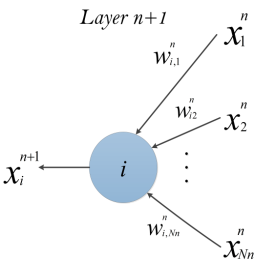 Layer n+1
x_1^n
w_{i,1}^n
w_{i2}^n
x_2^n
x_i^{n+1}
i
⋮
w_{i,Nn}^n
x_{Nn}^n